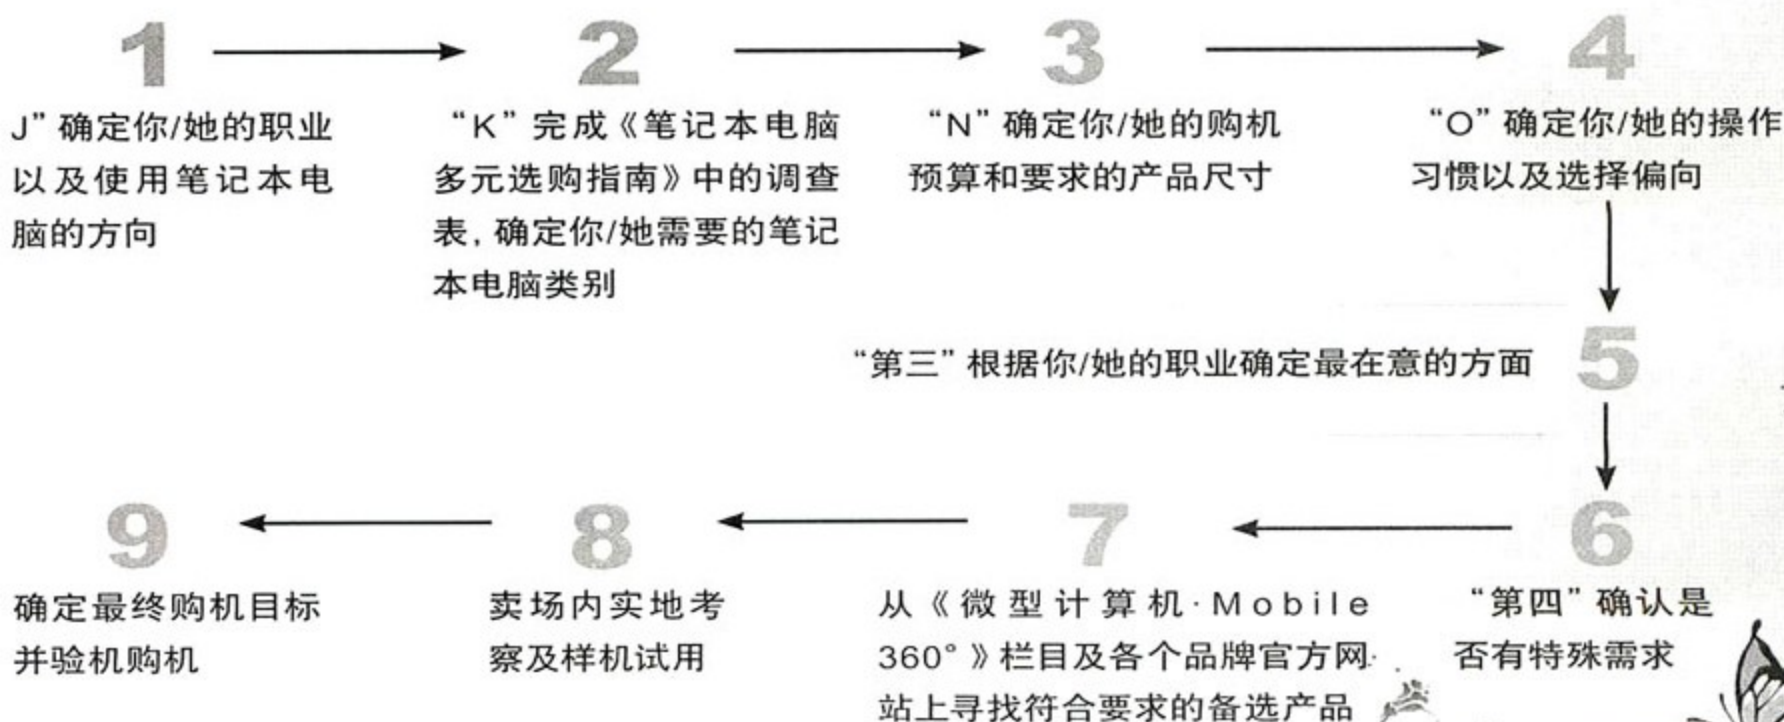 1
J”确定你/她的职业
以及使用笔记本电
脑的方向
2
“K”完成《笔记本电脑
多元选购指南》中的调查
表,确定你/她需要的笔记
本电脑类别
3
“N”确定你/她的购机
预算和要求的产品尺寸
4
“O”确定你/她的操作
习惯以及选择偏向
“第三”根据你/她的职业确定最在意的方面
5
6
“第四”确认是
否有特殊需求
7
从《微型计算机·Mobile
360°》栏目及各个品牌官方网
站上寻找符合要求的备选产品
8
卖场内实地考
察及样机试用
9
确定最终购机目标
并验机购机